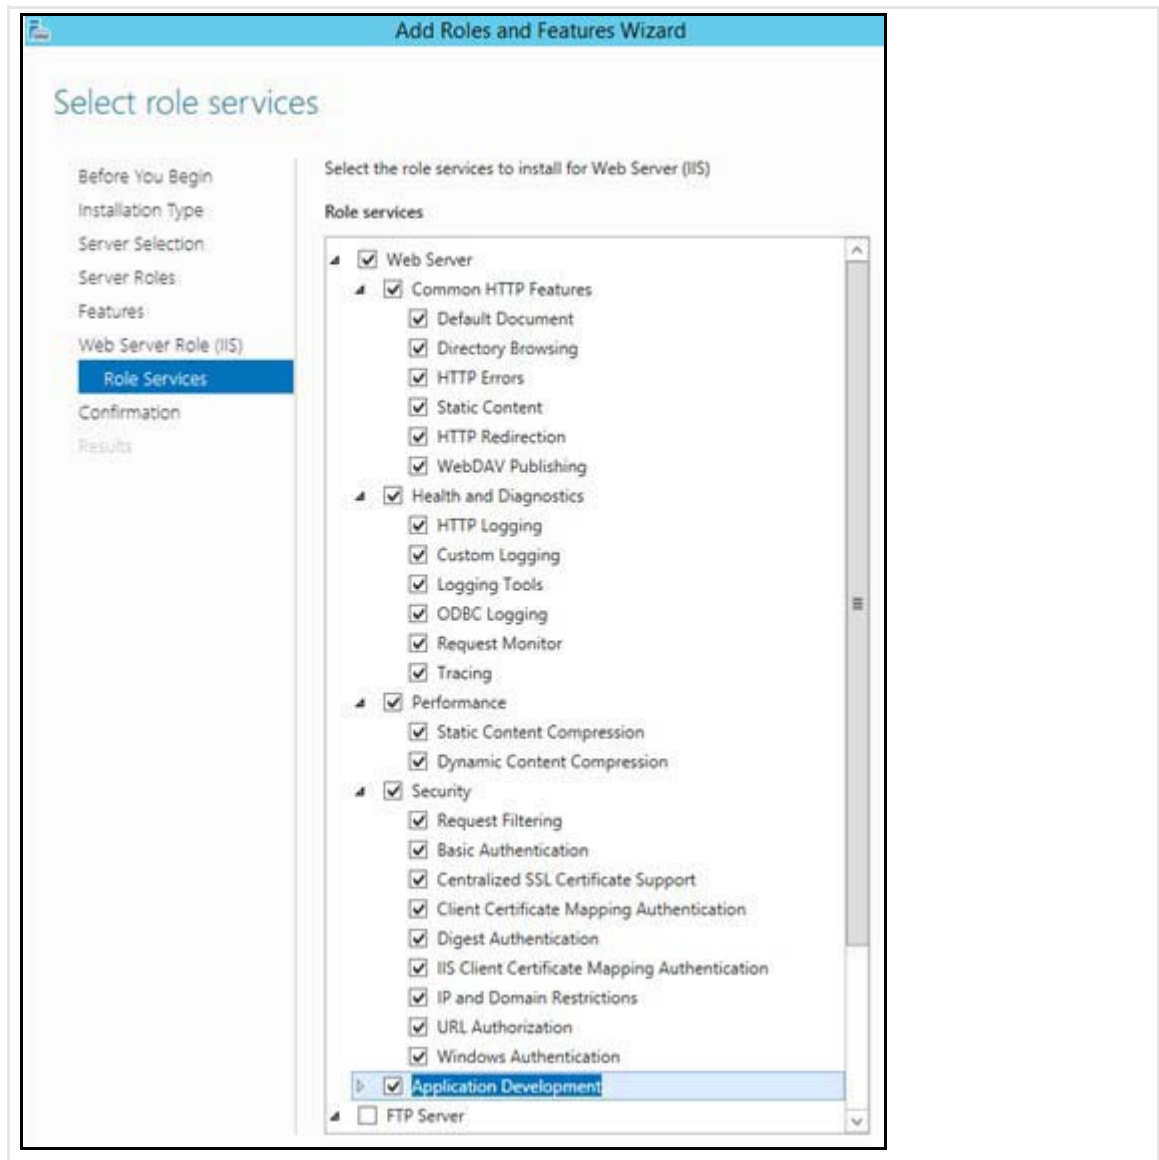 Add Roles and Features Wizard
Select role services
Before You Begin
Installation Type
Server Selection
Server Roles
Features
Web Server Role (IIS)
Role Services
Confirmation
Results
Select the role services to install for Web Server (IIS)
Role services
Web Server
Common HTTP Features
Default Document
Directory Browsing
HTTP Errors
Static Content
HTTP Redirection
WebDAV Publishing
Health and Diagnostics
HTTP Logging
Custom Logging
Logging Tools
ODBC Logging
Request Monitor
Tracing
Performance
Static Content Compression
Dynamic Content Compression
Security
Request Filtering
Basic Authentication
Centralized SSL Certificate Support
Client Certificate Mapping Authentication
Digest Authentication
IIS Client Certificate Mapping Authentication
IP and Domain Restrictions
URL Authorization
Windows Authentication
Application Development
FTP Server